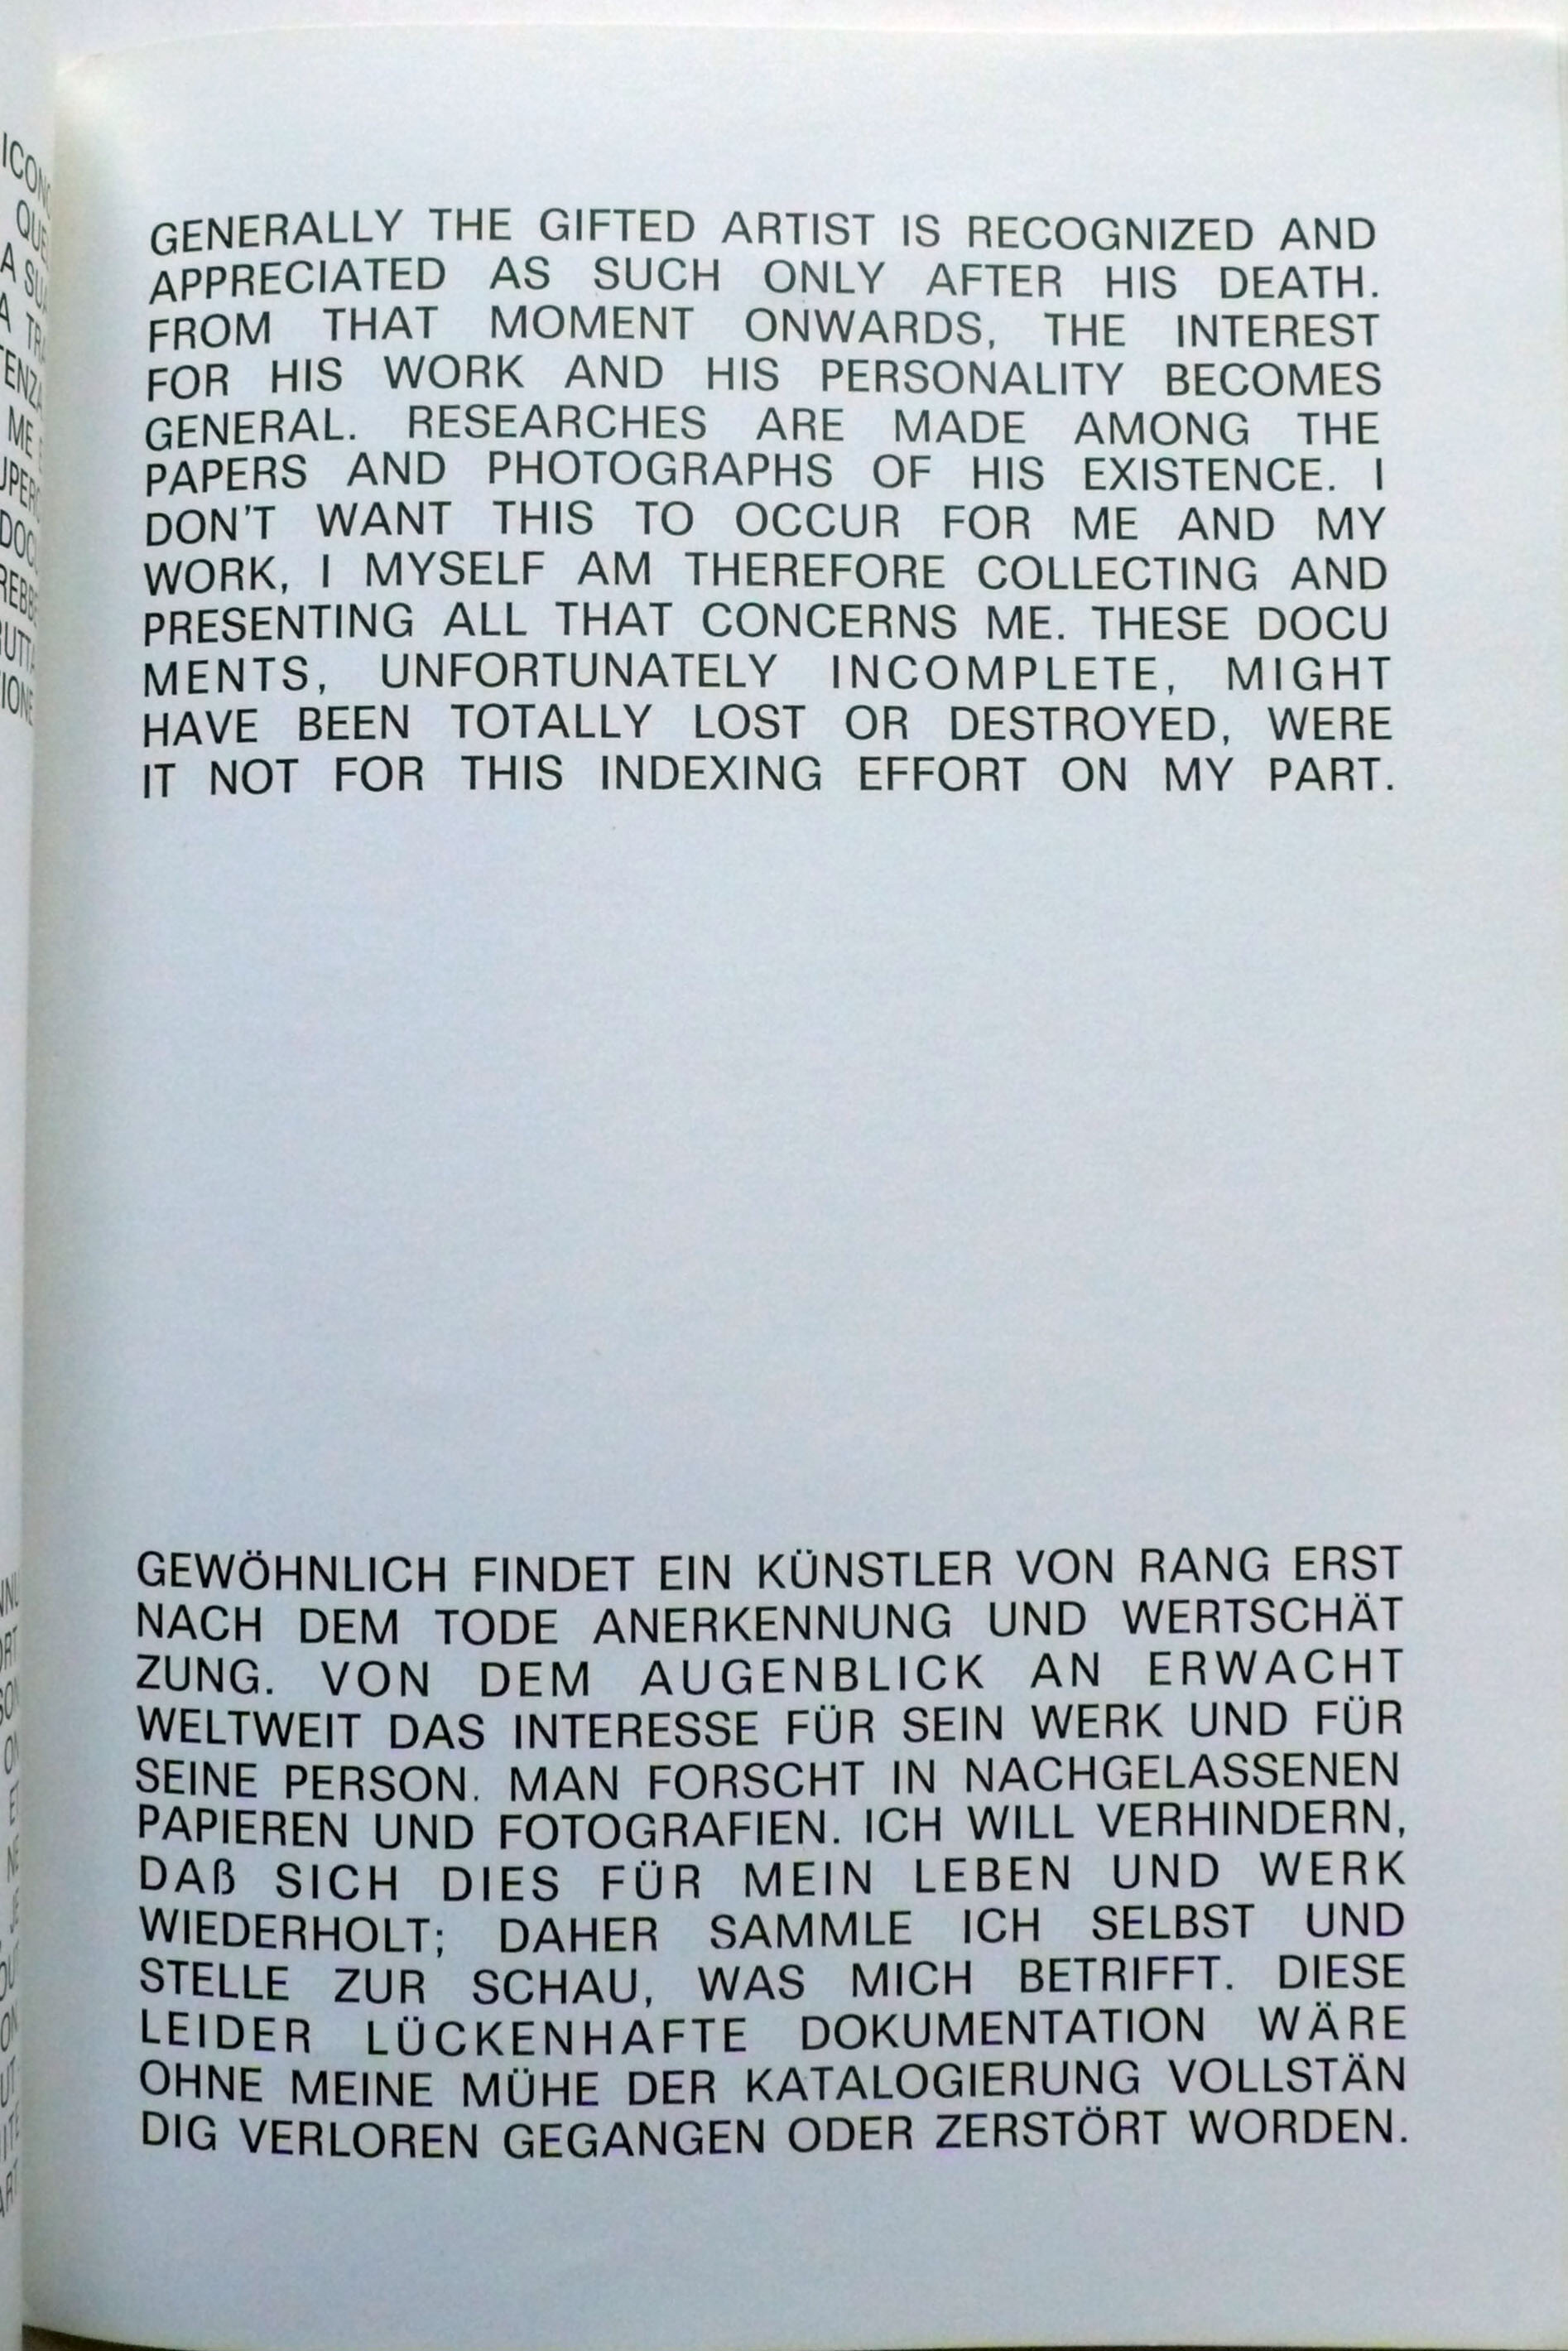 GENERALLY THE GIFTED ARTIST IS RECOGNIZED AND
APPRECIATED AS SUCH ONLY AFTER HIS DEATH.
FROM THAT MOMENT ONWARDS, THE INTEREST
FOR HIS WORK AND HIS PERSONALITY BECOMES
GENERAL. RESEARCHES ARE MADE AMONG THE
PAPERS AND PHOTOGRAPHS OF HIS EXISTENCE. I
DON'T WANT THIS TO OCCUR FOR ME AND MY
WORK, I MYSELF AM THEREFORE COLLECTING AND
PRESENTING ALL THAT CONCERNS ME. THESE DOCU
MENTS, UNFORTUNATELY INCOMPLETE, MIGHT
HAVE BEEN TOTALLY LOST OR DESTROYED, WERE
IT NOT FOR THIS INDEXING EFFORT ON MY PART.
GEWÖHNLICH FINDET EIN KÜNSTLER VON RANG ERST
NACH DEM TODE ANERKENNUNG UND WERTSCHÄT
ZUNG. VON DEM AUGENBLICK AN ERWACHT
WELTWEIT DAS INTERESSE FÜR SEIN WERK UND FÜR
SEINE PERSON. MAN FORSCHT IN NACHGELASSENEN
PAPIEREN UND FOTOGRAFIEN. ICH WILL VERHINDERN,
DAß SICH DIES FÜR MEIN LEBEN UND WERK
WIEDERHOLT; DAHER SAMMLE ICH SELBST UND
STELLE ZUR SCHAU, WAS MICH BETRIFFT. DIESE
LEIDER LÜCKENHAFTE DOKUMENTATION WÄRE
OHNE MEINE MÜHE DER KATALOGIERUNG VOLLSTÄN
DIG VERLOREN GEGANGEN ODER ZERSTÖRT WORDEN.